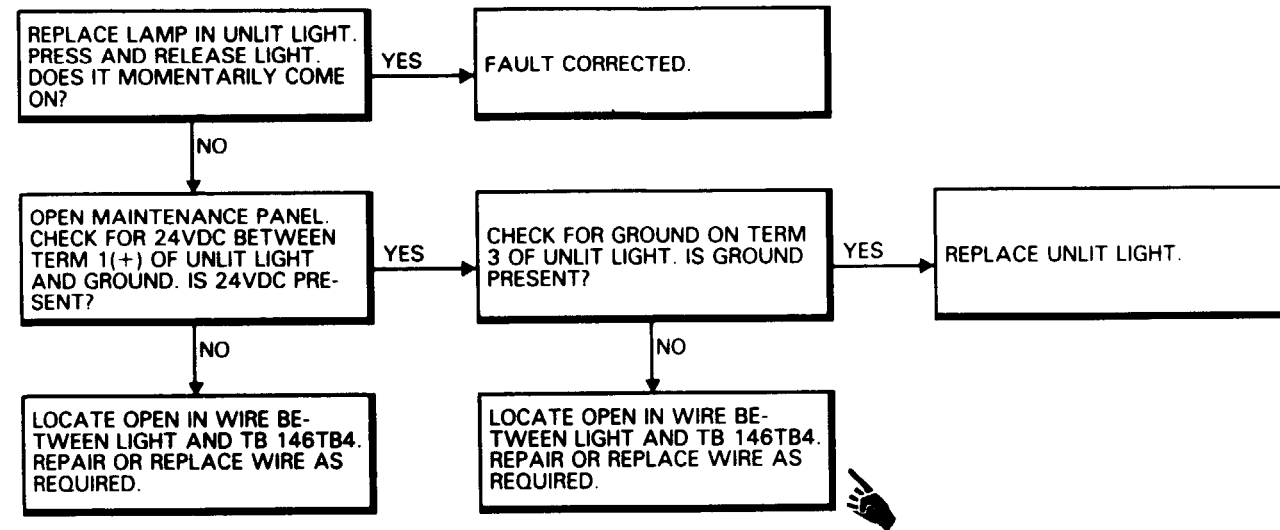 REPLACE LAMP IN UNLIT LIGHT.
PRESS AND RELEASE LIGHT.
DOES IT MOMENTARILY COME
ON?
YES
FAULT CORRECTED.
NO
OPEN MAINTENANCE PANEL.
CHECK FOR 24VDC BETWEEN
TERM 1(+) OF UNLIT LIGHT
AND GROUND. IS 24VDC PRE-
SENT?
YES
CHECK FOR GROUND ON TERM
3 OF UNLIT LIGHT. IS GROUND
PRESENT?
YES
REPLACE UNLIT LIGHT.
NO
LOCATE OPEN IN WIRE BE-
TWEEN LIGHT AND TB 146TB4.
REPAIR OR REPLACE WIRE AS
REQUIRED.
NO
LOCATE OPEN IN WIRE BE-
TWEEN LIGHT AND TB 146TB4.
REPAIR OR REPLACE WIRE AS
REQUIRED.